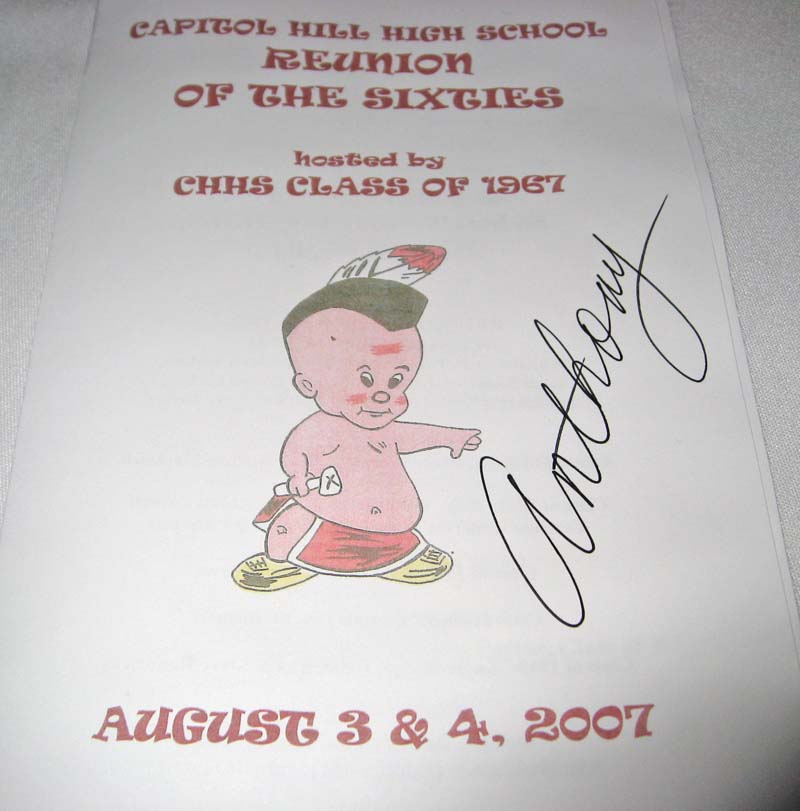 CAPITOL HILL HIGH SCHOOL
REUNION
OF THE SIXTIES
hosted by
CHHS CLASS OF 1967
Anthony
AUGUST 3 & 4, 2007